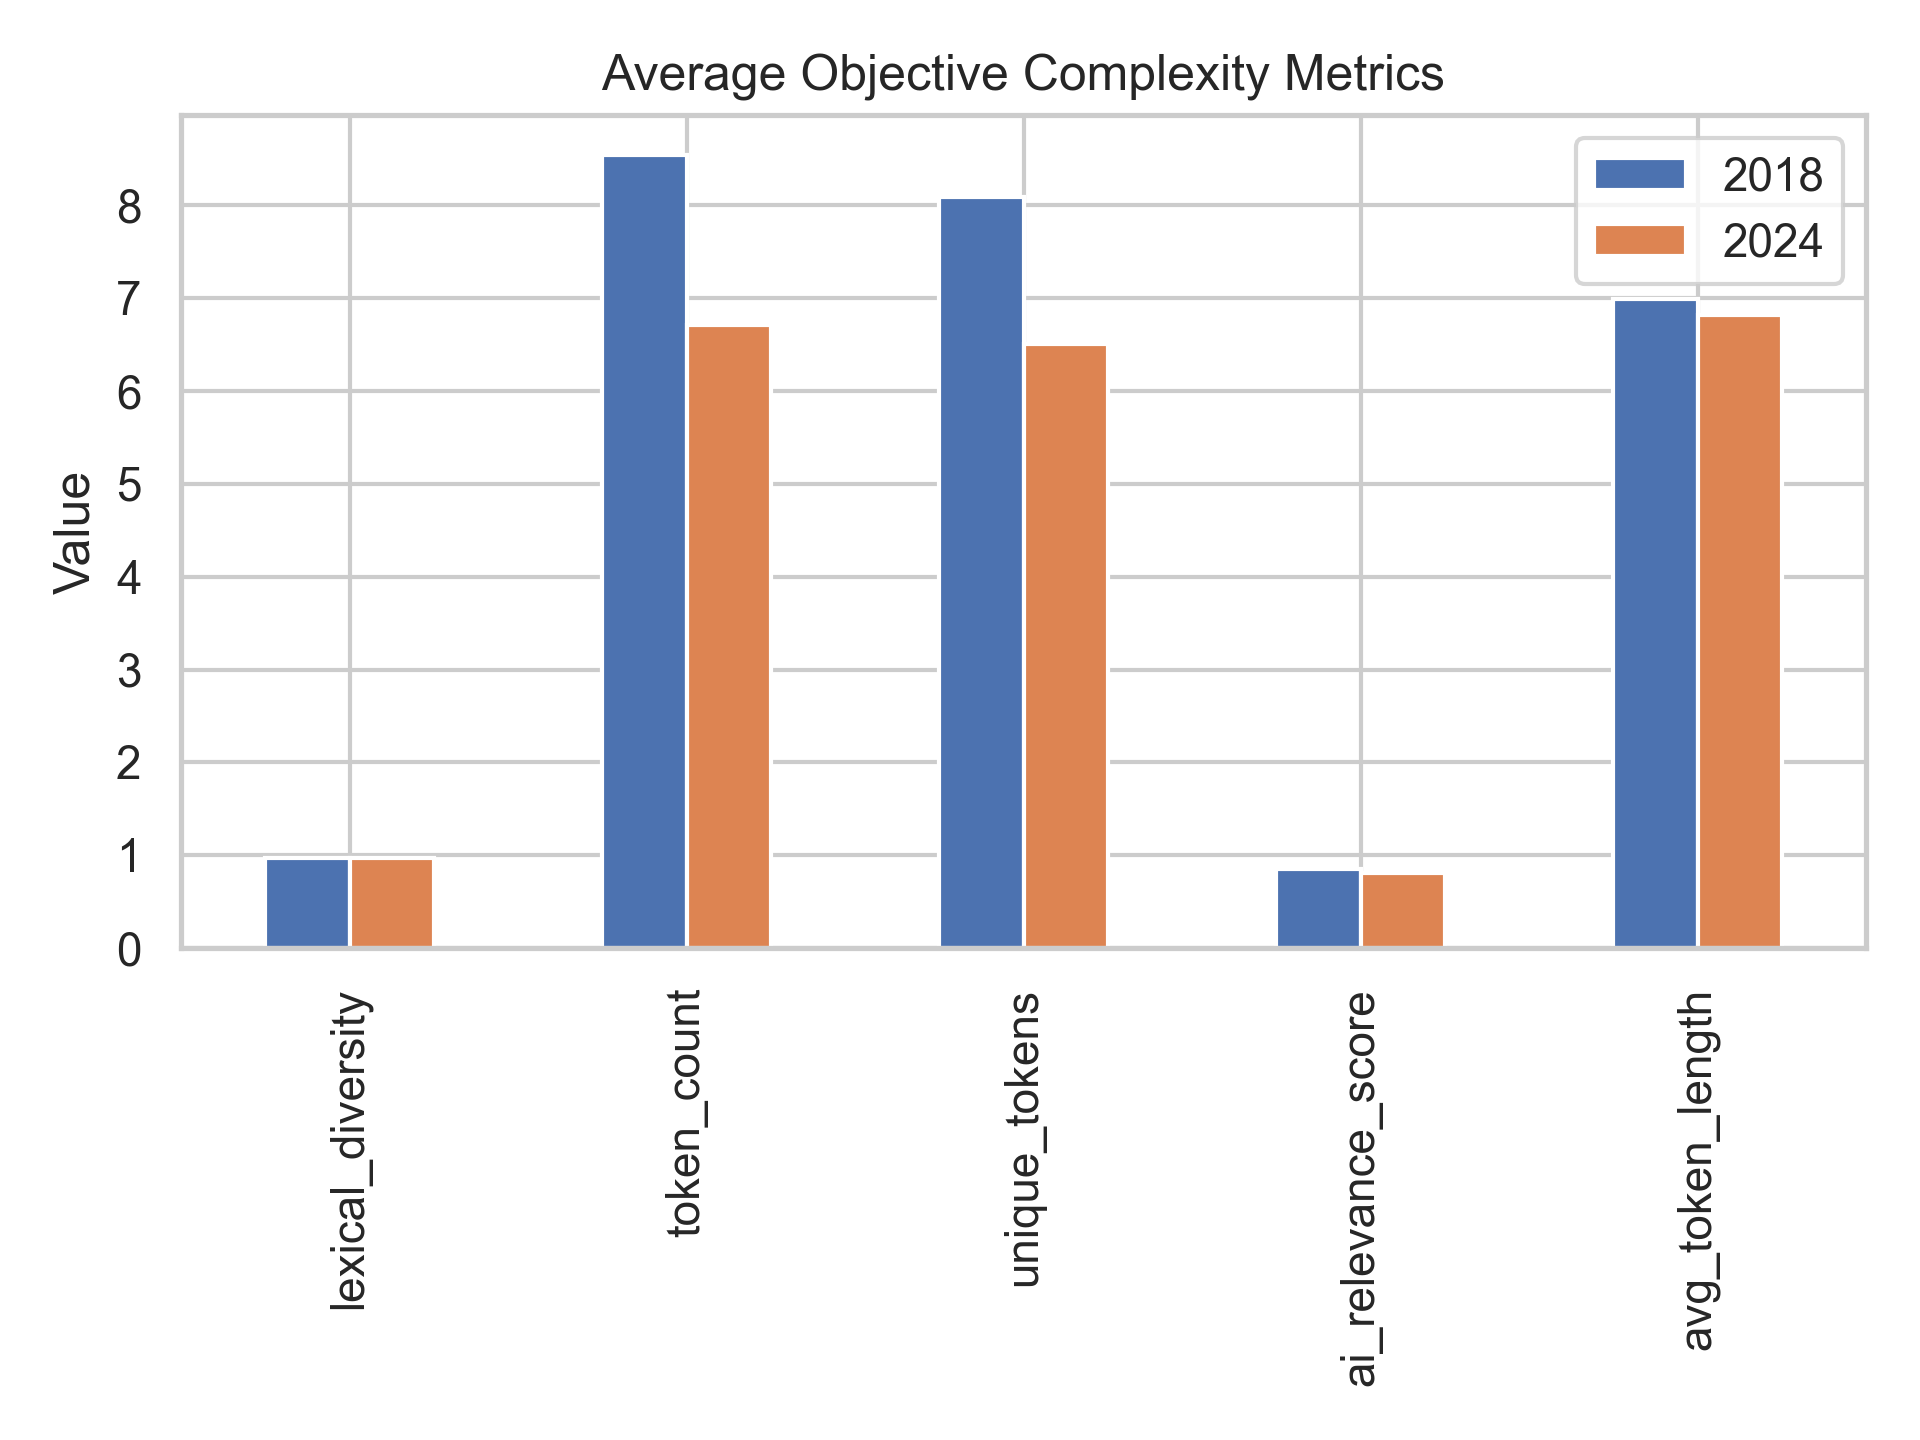 Average Objective Complexity Metrics
2018
2024
Value
8
7
6
5
4
3
2
1
0
lexical_diversity
token_count
unique_tokens
ai_relevance_score
avg_token_length